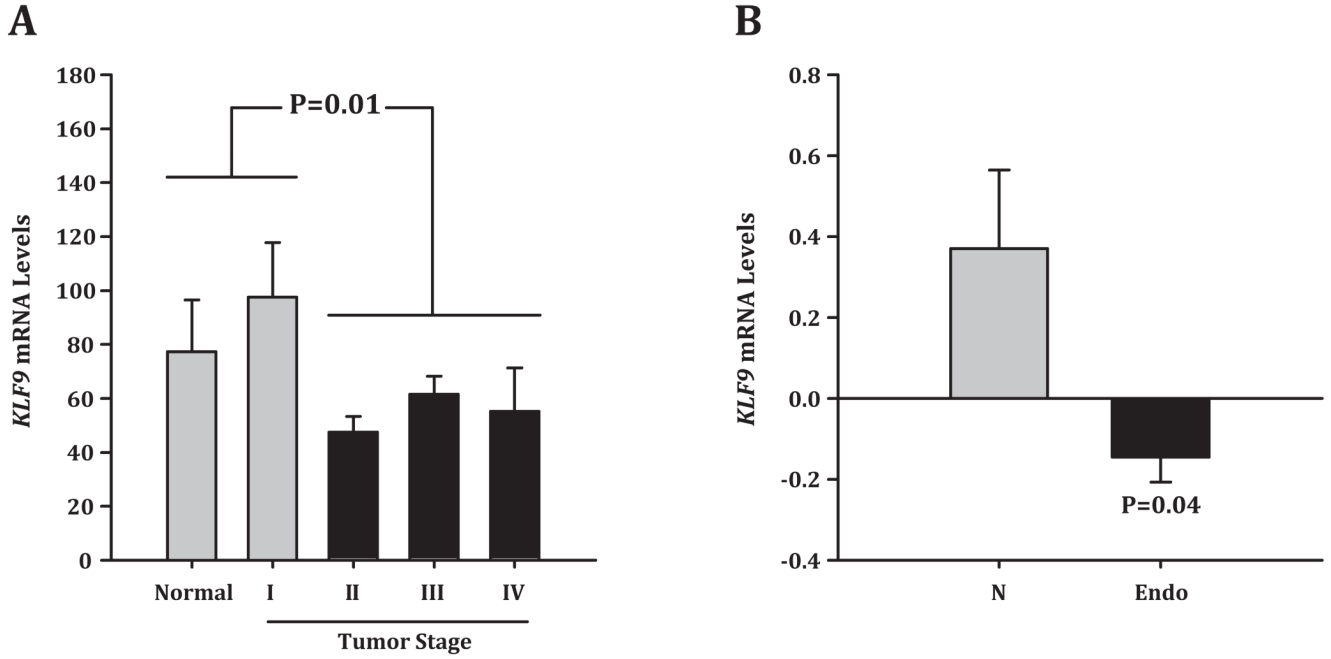 A
KLF9 mRNA Levels
180
160
140
120
100
80
60
40
20
0
P=0.01
Normal I II III IV
Tumor Stage
B
KLF9 mRNA Levels
0.8
0.6
0.4
0.2
0.0
-0.2
-0.4
P=0.04
N Endo